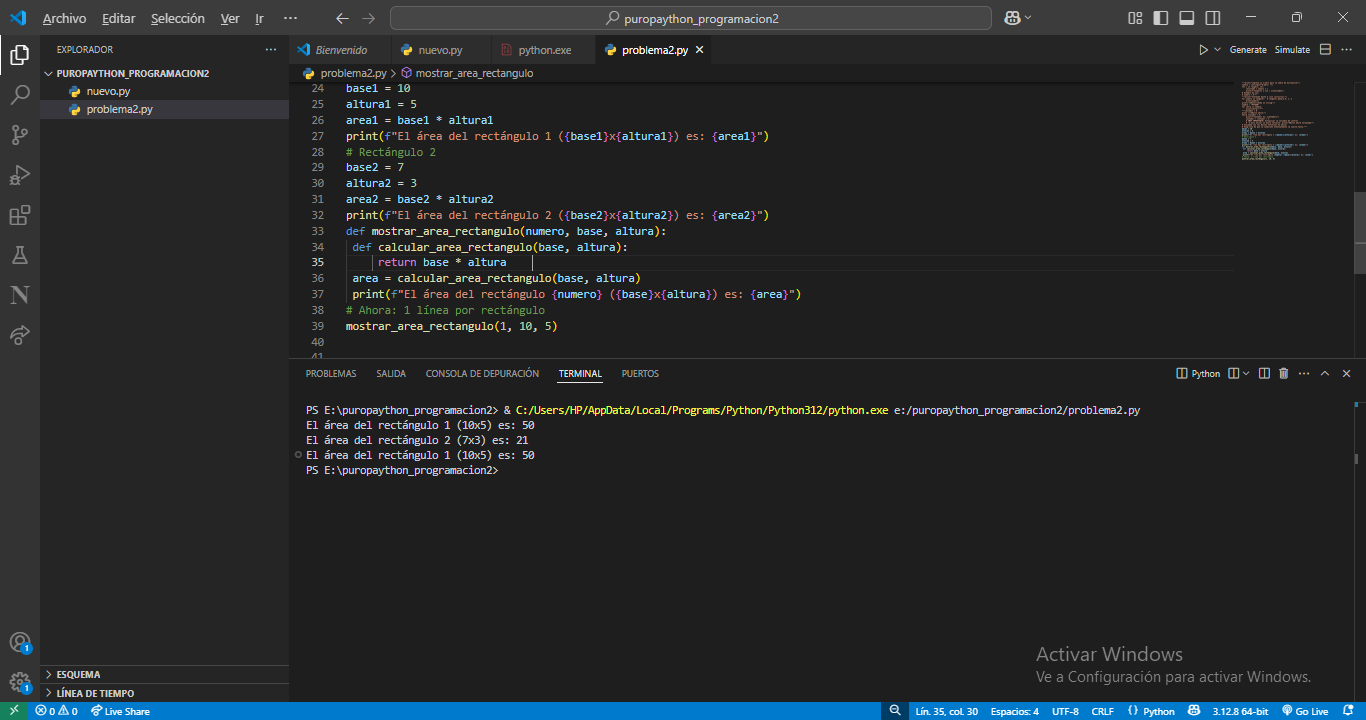 Archivo Editar Selección Ver Ir ··· puropaython_programacion2
EXPLORADOR ···
Bienvenido nuevo.py python.exe problema2.py Generate Simulate ···
problema2.py > mostrar_area_rectangulo
PUROPAYTHON_PROGRAMACION2
nuevo.py
problema2.py
24 base1 = 10
25 altura1 = 5
26 area1 = base1 * altura1
27 print(f"El área del rectángulo 1 ({base1}x{altura1}) es: {area1}")
28 # Rectángulo 2
29 base2 = 7
30 altura2 = 3
31 area2 = base2 * altura2
32 print(f"El área del rectángulo 2 ({base2}x{altura2}) es: {area2}")
33 def mostrar_area_rectangulo(numero, base, altura):
34 def calcular_area_rectangulo(base, altura):
35 return base * altura
36 area = calcular_area_rectangulo(base, altura)
37 print(f"El área del rectángulo {numero} ({base}x{altura}) es: {area}")
38 # Ahora: 1 línea por rectángulo
39 mostrar_area_rectangulo(1, 10, 5)
40
41
PROBLEMAS SALIDA CONSOLA DE DEPURACIÓN TERMINAL PUERTOS Python ···
PS E:\puropaython_programacion2> & C:/Users/HP/AppData/Local/Programs/Python/Python312/python.exe e:/puropaython_programacion2/problema2.py
El área del rectángulo 1 (10x5) es: 50
El área del rectángulo 2 (7x3) es: 21
El área del rectángulo 1 (10x5) es: 50
PS E:\puropaython_programacion2>
Activar Windows
Ve a Configuración para activar Windows.
1
1
ESQUEMA
LÍNEA DE TIEMPO
0 0 Live Share Lín. 35, col. 30 Espacios: 4 UTF-8 CRLF {} Python 3.12.8 64-bit Go Live